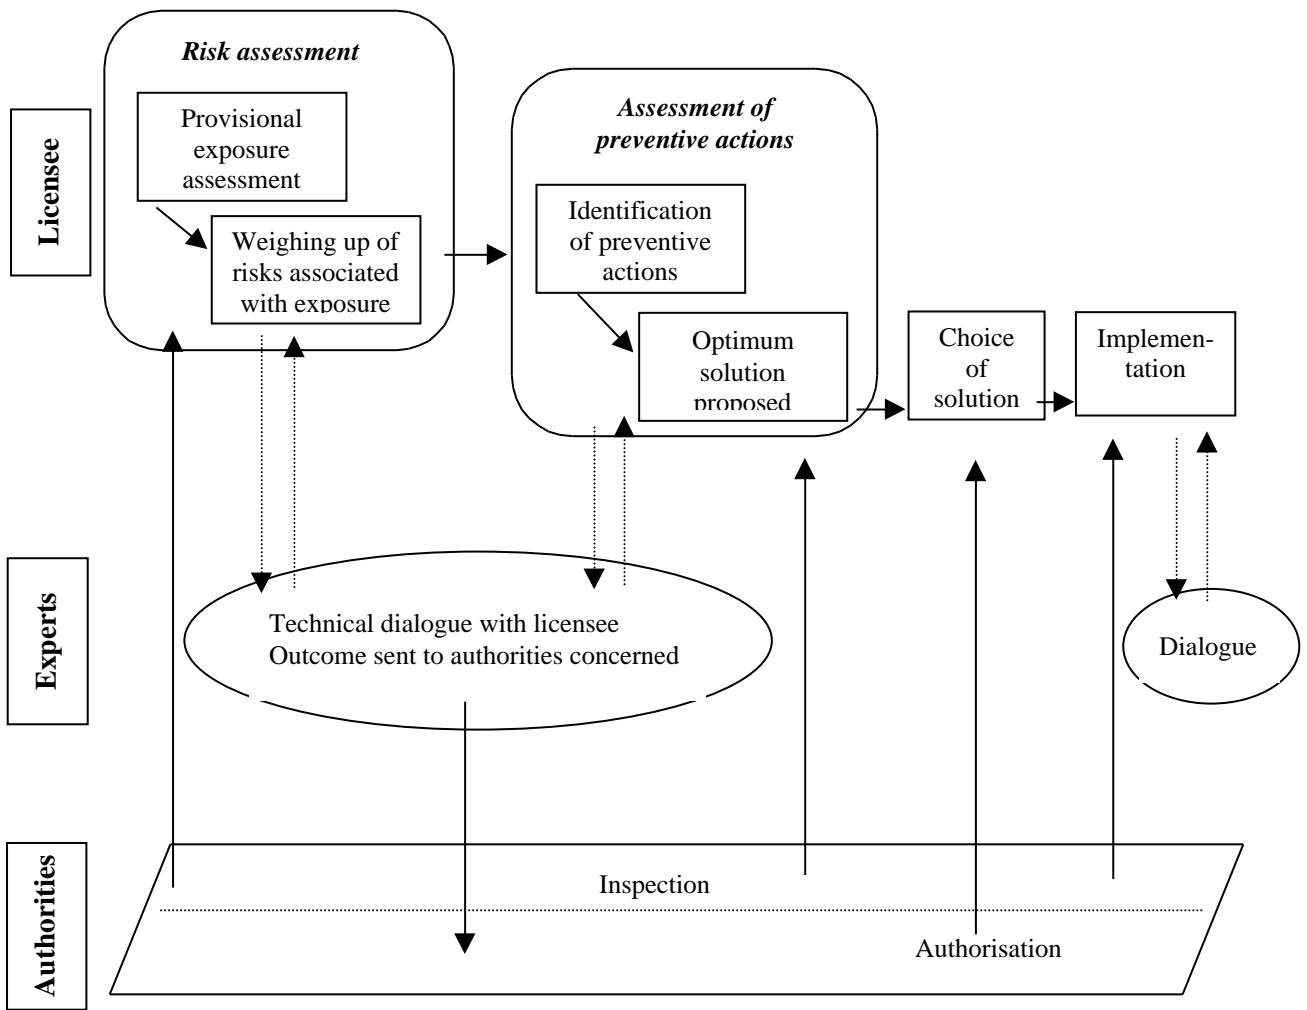 Risk assessment
Provisional
exposure
assessment
Weighing up of
risks associated
with exposure
Assessment of
preventive actions
Identification
of preventive
actions
Optimum
solution
proposed
Choice
of
solution
Implemen-
tation
Licensee
Technical dialogue with licensee
Outcome sent to authorities concerned
Dialogue
Experts
Inspection
Authorisation
Authorities